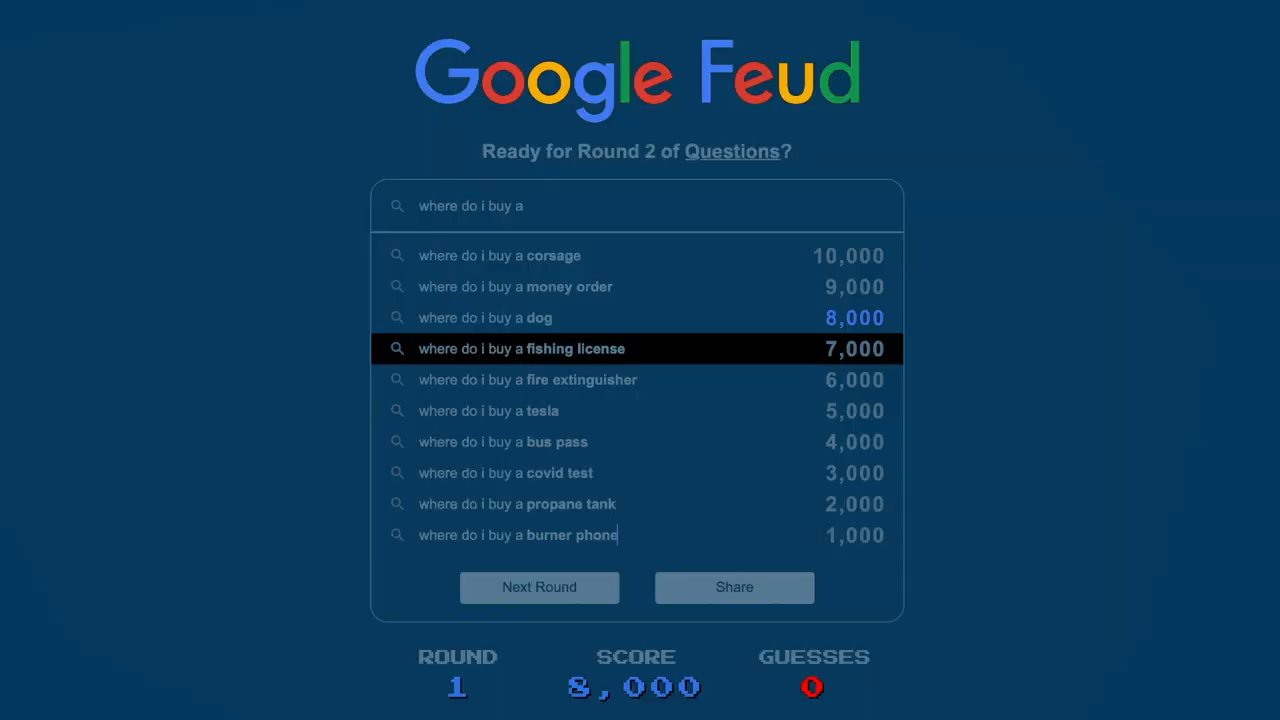 Google Feud
Ready for Round 2 of Questions?
where do i buy a
where do i buy a corsage 10,000
where do i buy a money order 9,000
where do i buy a dog 8,000
where do i buy a fishing license 7,000
where do i buy a fire extinguisher 6,000
where do i buy a tesla 5,000
where do i buy a bus pass 4,000
where do i buy a covid test 3,000
where do i buy a propane tank 2,000
where do i buy a burner phone 1,000
Next Round Share
ROUND SCORE GUESSES
1 8,000 0